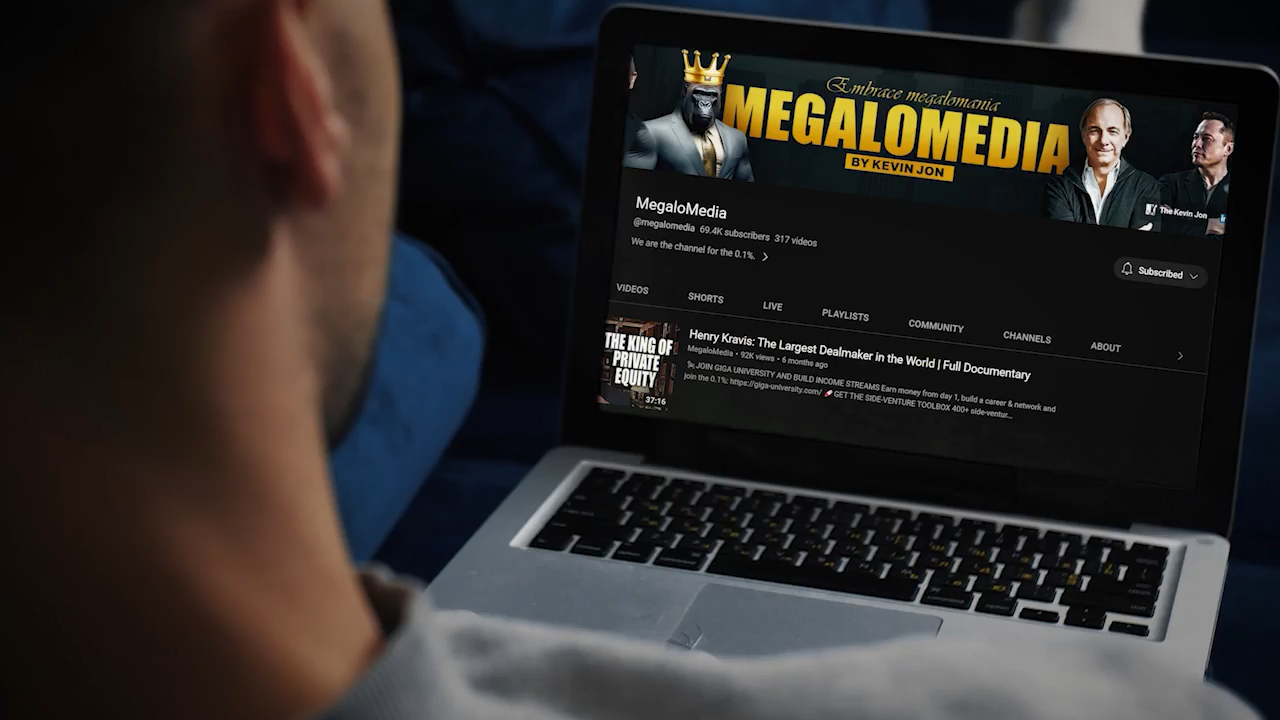 Embrace megalomania
MEGALOMEDIA
BY KEVIN JON
The Kevin Jon
MegaloMedia
@megalomedia 69.4K subscribers 317 videos
We are the channel for the 0.1%.
Subscribed
VIDEOS SHORTS LIVE PLAYLISTS COMMUNITY CHANNELS ABOUT
THE KING OF
PRIVATE
EQUITY
37:16
Henry Kravis: The Largest Dealmaker in the World | Full Documentary
MegaloMedia • 92K views • 6 months ago
JOIN GIGA UNIVERSITY AND BUILD INCOME STREAMS Earn money from day 1, build a career & network and
join the 0.1%: https://giga-university.com/ 🚀 GET THE SIDE-VENTURE TOOLBOX 400+ side-ventur...